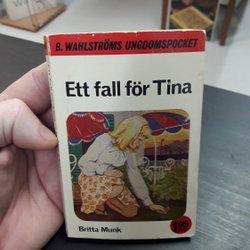 B. WAHLSTRÖMS UNGDOMSPOCKET
Ett fall för Tina
Britta Munk